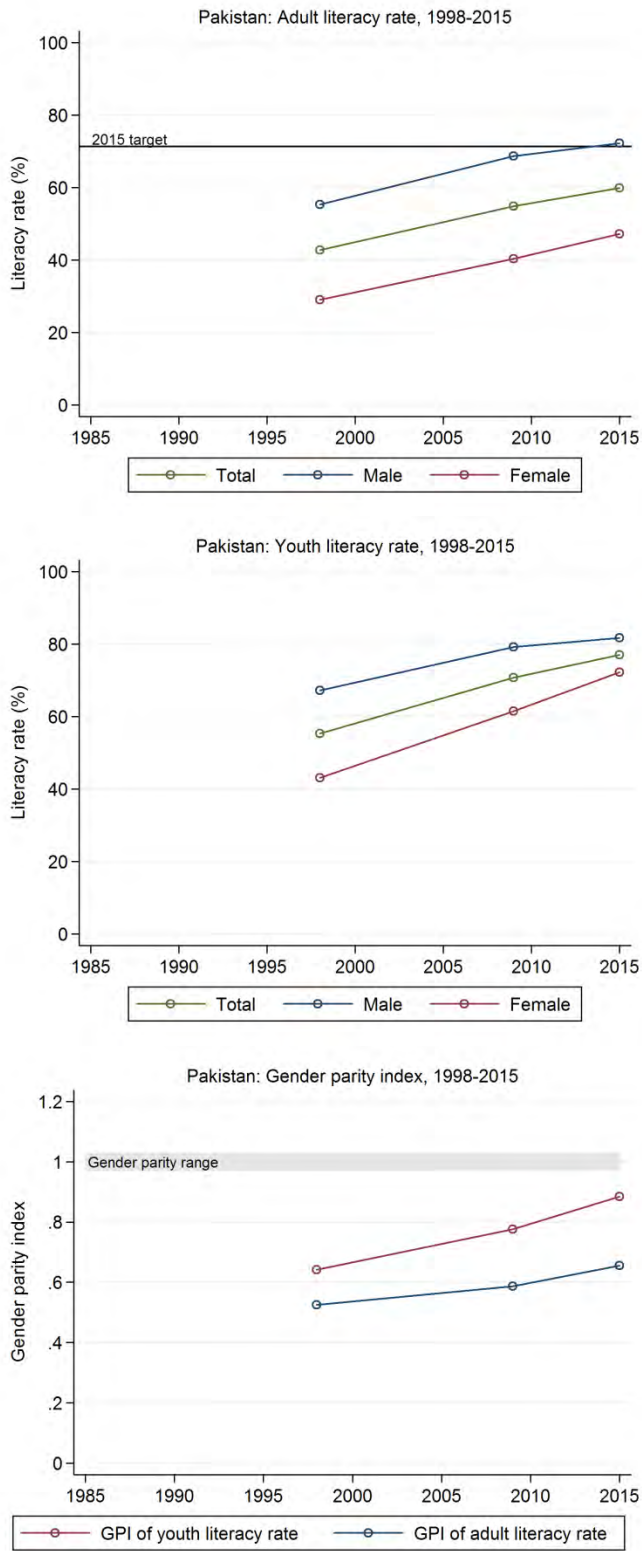 Pakistan: Adult literacy rate, 1998-2015
100
80
2015 target
60
40
20
0
Literacy rate (%)
1985 1990 1995 2000 2005 2010 2015
Total Male Female
Pakistan: Youth literacy rate, 1998-2015
100
80
60
40
20
0
Literacy rate (%)
1985 1990 1995 2000 2005 2010 2015
Total Male Female
Pakistan: Gender parity index, 1998-2015
1.2
1
Gender parity range
.8
.6
.4
.2
0
Gender parity index
1985 1990 1995 2000 2005 2010 2015
GPI of youth literacy rate GPI of adult literacy rate